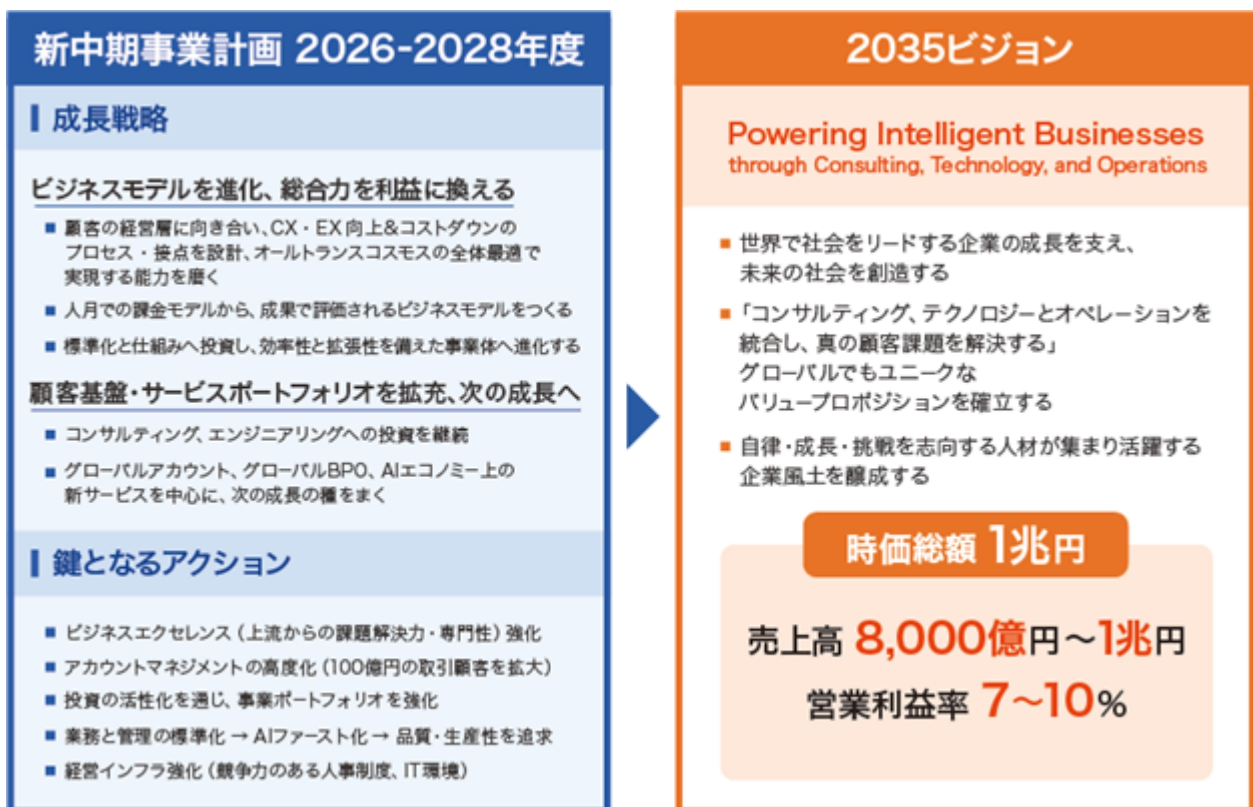 新中期事業計画 2026-2028年度
成長戦略
ビジネスモデルを進化、総合力を利益に換える
■ 顧客の経営層に向き合い、CX・EX向上&コストダウンの
プロセス・接点を設計、オールトランスコスモスの全体最適で
実現する能力を磨く
■ 人月での課金モデルから、成果で評価されるビジネスモデルをつくる
■ 標準化と仕組みへ投資し、効率性と拡張性を備えた事業体へ進化する
顧客基盤・サービスポートフォリオを拡充、次の成長へ
■ コンサルティング、エンジニアリングへの投資を継続
■ グローバルアカウント、グローバルBPO、AIエコノミー上の
新サービスを中心に、次の成長の種をまく
鍵となるアクション
■ ビジネスエクセレンス（上流からの課題解決力・専門性）強化
■ アカウントマネジメントの高度化（100億円の取引顧客を拡大）
■ 投資の活性化を通じ、事業ポートフォリオを強化
■ 業務と管理の標準化 → AIファースト化 → 品質・生産性を追求
■ 経営インフラ強化（競争力のある人事制度、IT環境）
2035ビジョン
Powering Intelligent Businesses
through Consulting, Technology, and Operations
■ 世界で社会をリードする企業の成長を支え、
未来の社会を創造する
■ 「コンサルティング、テクノロジーとオペレーションを
統合し、真の顧客課題を解決する」
グローバルでもユニークな
バリュープロポジションを確立する
■ 自律・成長・挑戦を志向する人材が集まり活躍する
企業風土を醸成する
時価総額 1兆円
売上高 8,000億円～1兆円
営業利益率 7～10%